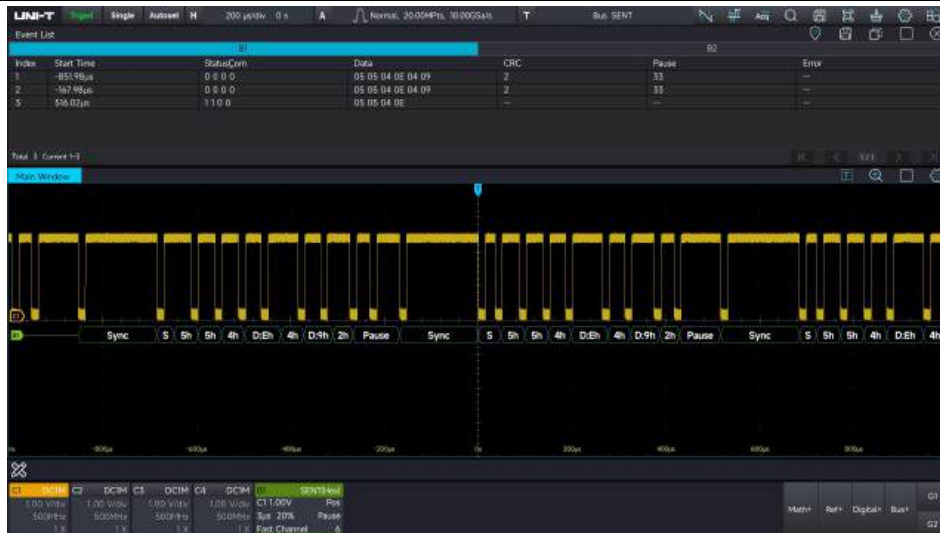 UNI-T Triged Single Autoset H 200 μs/div 0 s A Normal, 20.00MPts, 10.00GSa/s T Bus SENT Acq
Event List
B1 B2
Index Start Time StatusCom Data CRC Pause Error
1 -851.98μs 0 0 0 0 05 05 04 0E 04 09 2 33 --
2 -167.98μs 0 0 0 0 05 05 04 0E 04 09 2 33 --
3 516.02μs 1 1 0 0 05 05 04 0E -- -- --
Total 3 Current 1-3 1/1
Main Window
T
C1
B1 Sync S 5h 5h 4h D:Eh 4h D:9h 2h Pause Sync S 5h 5h 4h D:Eh 4h D:9h 2h Pause Sync S 5h 5h 4h D:Eh 4h
-800μs -600μs -400μs -200μs 0s 200μs 400μs 600μs 800μs
C1 DC1M C2 DC1M C3 DC1M C4 DC1M B1 SENT(Hex)
1.00 V/div 1.00 V/div 1.00 V/div 1.00 V/div C1 1.00V Pos
500MHz 500MHz 500MHz 500MHz 3μs 20% Pause
1 X 1 X 1 X 1 X Fast Channel 6
Math+ Ref+ Digital+ Bus+
G1
G2